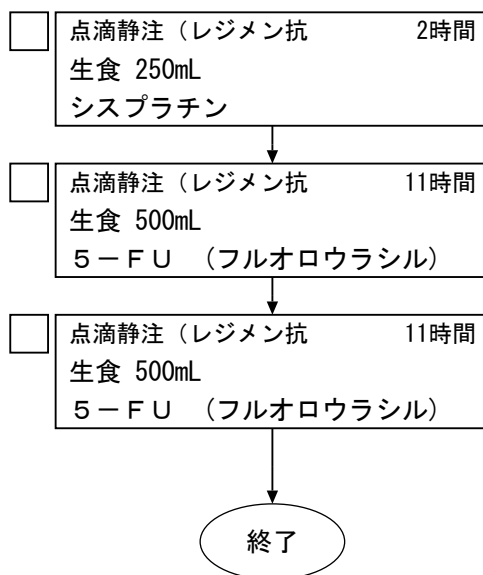 点滴静注（レジメン抗 2時間
生食 250mL
シスプラチン
点滴静注（レジメン抗 11時間
生食 500mL
５－ＦＵ （フルオロウラシル）
点滴静注（レジメン抗 11時間
生食 500mL
５－ＦＵ （フルオロウラシル）
終了